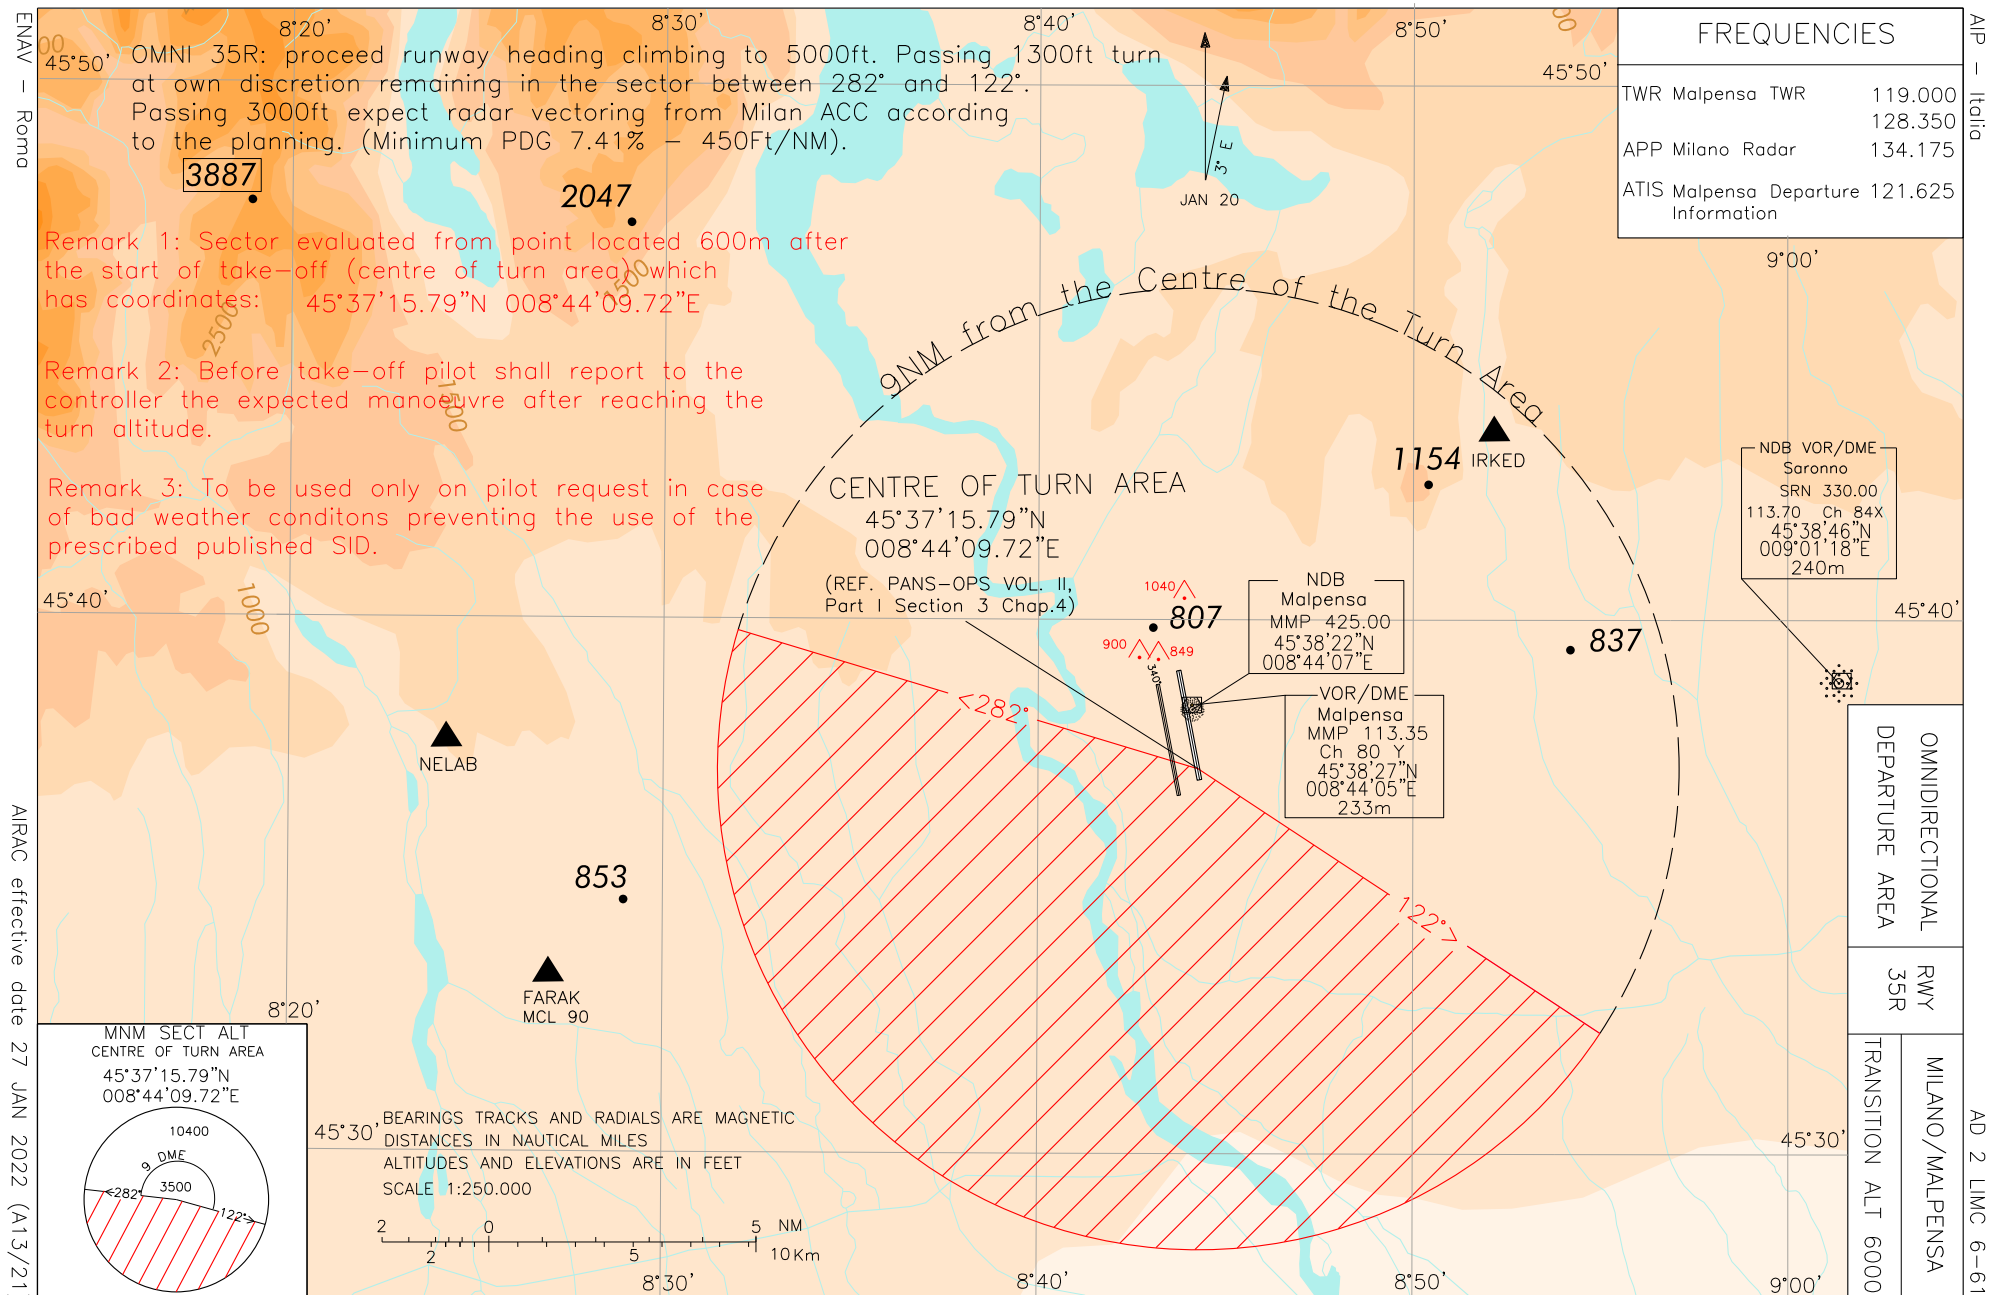 ENAV - Roma
AIRAC effective date 27 JAN 2022 (A13/21
AIP - Italia
AD 2 LIMC 6-61
8°20'
8°30'
8°40'
8°50'
00
00
45°50'
45°50'
OMNI 35R: proceed runway heading climbing to 5000ft. Passing 1300ft turn
at own discretion remaining in the sector between 282° and 122°.
Passing 3000ft expect radar vectoring from Milan ACC according
to the planning. (Minimum PDG 7.41% - 450Ft/NM).
3887
2047
3° E
JAN 20
FREQUENCIES
TWR Malpensa TWR 119.000
128.350
APP Milano Radar 134.175
ATIS Malpensa Departure 121.625
Information
9°00'
Remark 1: Sector evaluated from point located 600m after
the start of take-off (centre of turn area) which
has coordinates: 45°37'15.79"N 008°44'09.72"E
1500
2500
Remark 2: Before take-off pilot shall report to the
controller the expected manoeuvre after reaching the
turn altitude.
1500
Remark 3: To be used only on pilot request in case
of bad weather conditons preventing the use of the
prescribed published SID.
1000
9NM from the Centre of the Turn Area
1154
IRKED
CENTRE OF TURN AREA
45°37'15.79"N
008°44'09.72"E
(REF. PANS-OPS VOL. II,
Part I Section 3 Chap.4)
NDB VOR/DME
Saronno
SRN 330.00
113.70 Ch 84X
45°38'46"N
009°01'18"E
240m
45°40'
45°40'
1040
807
900
849
340°
837
NDB
Malpensa
MMP 425.00
45°38'22"N
008°44'07"E
VOR/DME
Malpensa
MMP 113.35
Ch 80 Y
45°38'27"N
008°44'05"E
233m
<282°
122°>
NELAB
853
FARAK
MCL 90
8°20'
OMNIDIRECTIONAL
DEPARTURE AREA
RWY
35R
MILANO/MALPENSA
TRANSITION ALT 6000
MNM SECT ALT
CENTRE OF TURN AREA
45°37'15.79"N
008°44'09.72"E
10400
9 DME
3500
<282°
122°>
45°30'
45°30'
BEARINGS TRACKS AND RADIALS ARE MAGNETIC
DISTANCES IN NAUTICAL MILES
ALTITUDES AND ELEVATIONS ARE IN FEET
SCALE 1:250.000
2 0 5 NM
2 5 10Km
8°30'
8°40'
8°50'
9°00'